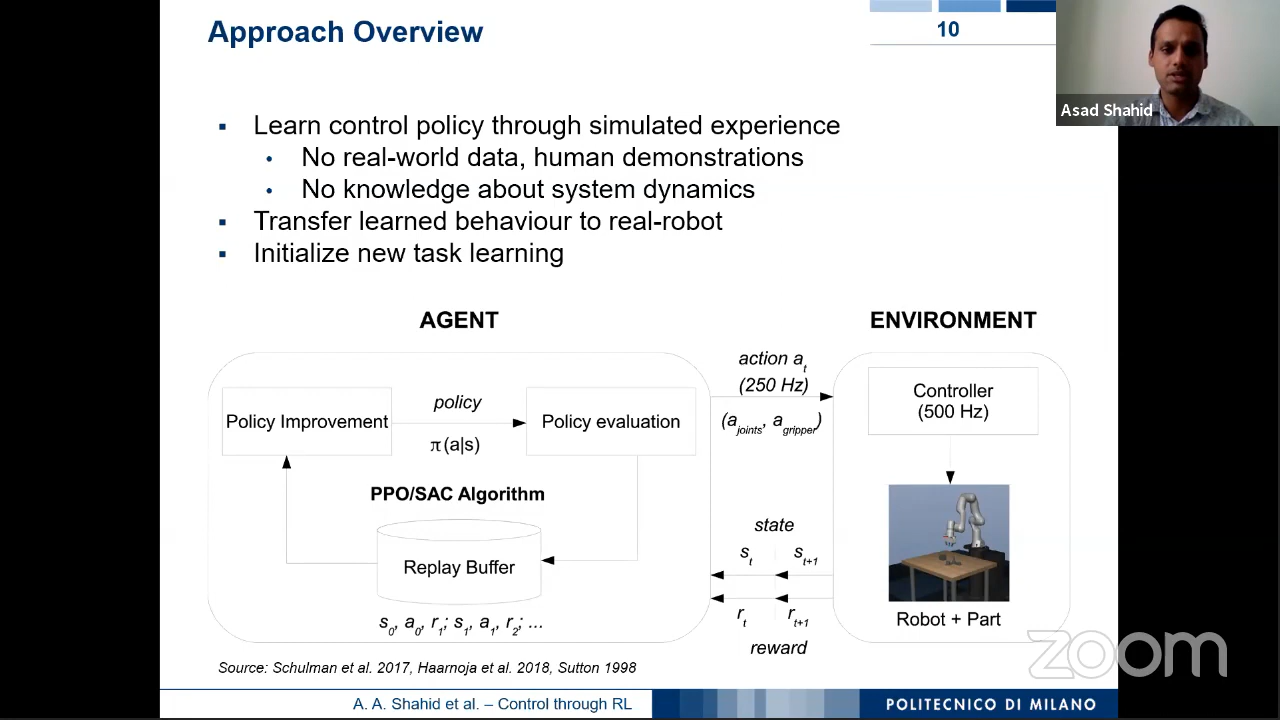 Approach Overview
10
Asad Shahid
Learn control policy through simulated experience
No real-world data, human demonstrations
No knowledge about system dynamics
Transfer learned behaviour to real-robot
Initialize new task learning
AGENT
ENVIRONMENT
action a_t
(250 Hz)
(a_joints, a_gripper)
Controller
(500 Hz)
Policy Improvement
policy
π (a|s)
Policy evaluation
PPO/SAC Algorithm
Replay Buffer
s_0, a_0, r_1; s_1, a_1, r_2; ...
state
s_t s_t+1
r_t r_t+1
reward
Robot + Part
zoom
Source: Schulman et al. 2017, Haarnoja et al. 2018, Sutton 1998
A. A. Shahid et al. – Control through RL
POLITECNICO DI MILANO